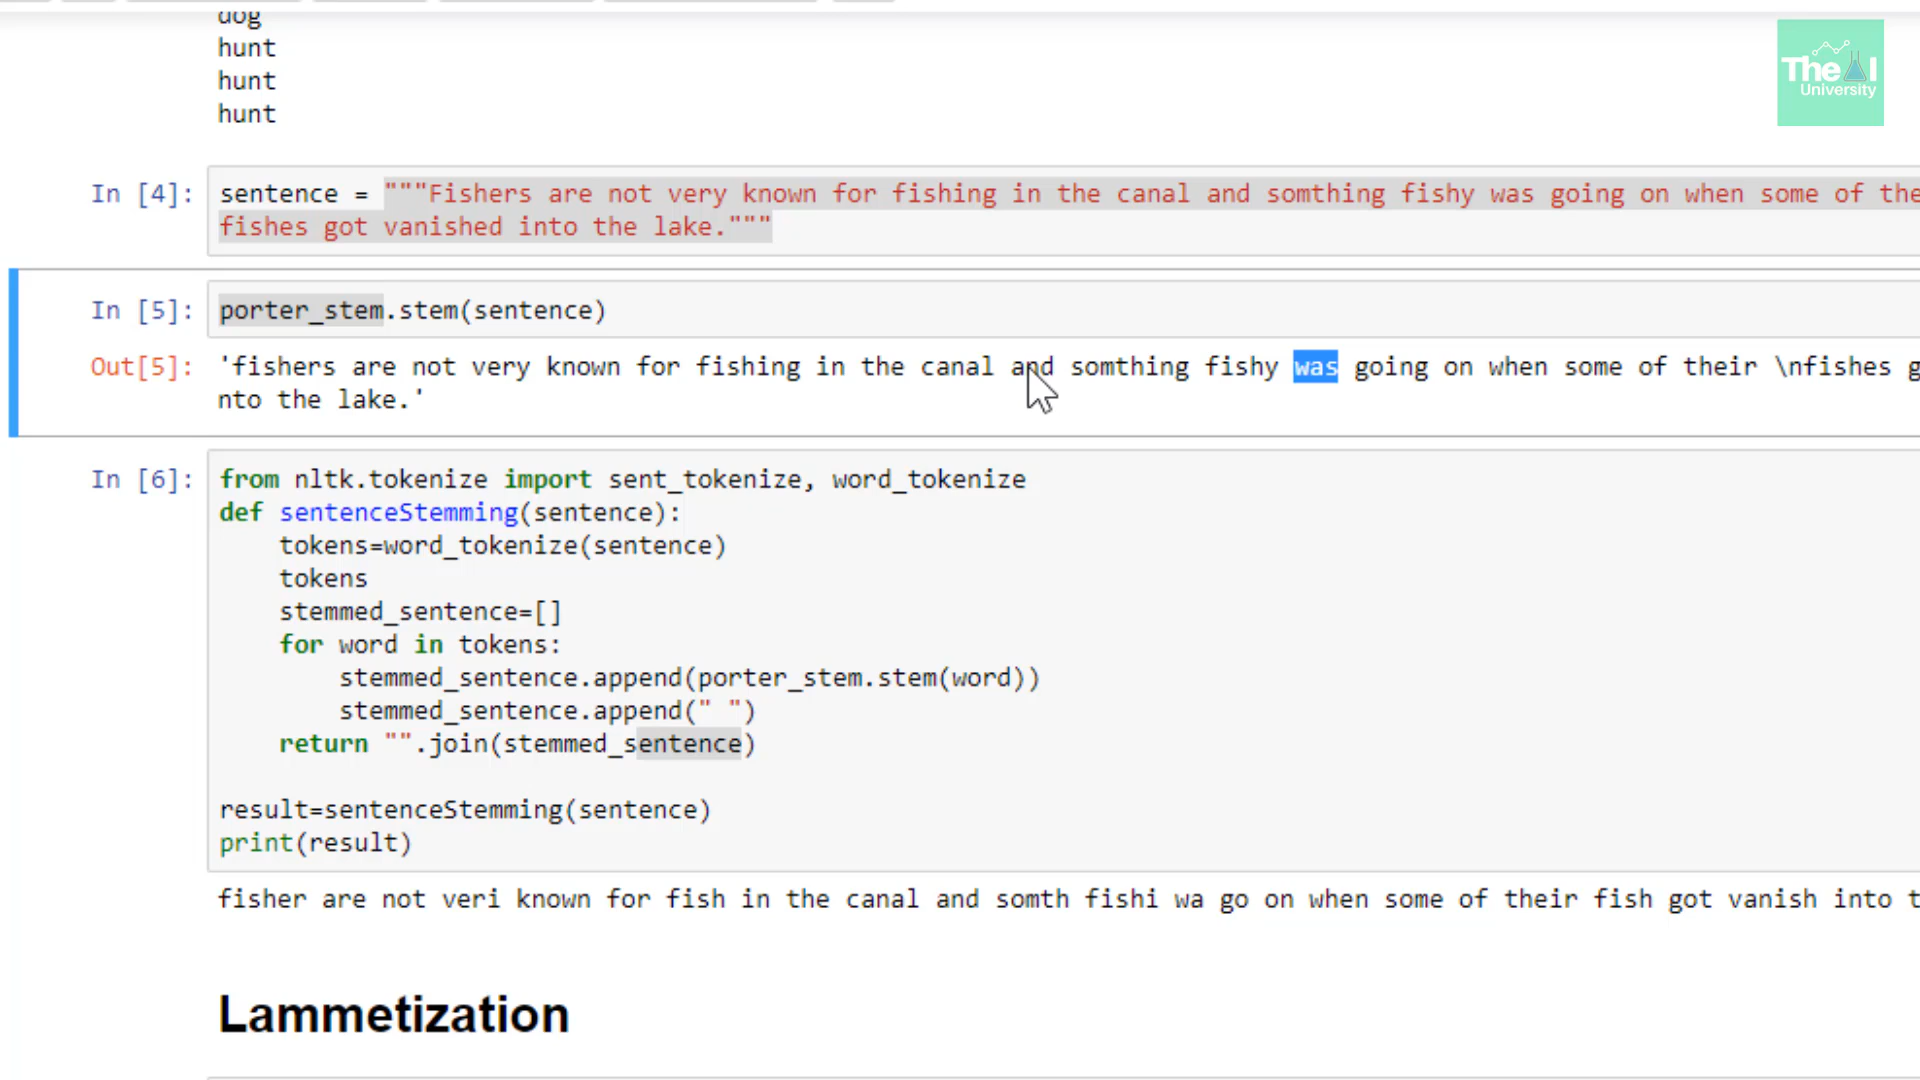 dog
hunt
hunt
hunt
The AI
University
In [4]: sentence = """Fishers are not very known for fishing in the canal and somthing fishy was going on when some of the
fishes got vanished into the lake."""
In [5]: porter_stem.stem(sentence)
Out[5]: 'fishers are not very known for fishing in the canal and somthing fishy was going on when some of their \nfishes g
nto the lake.'
In [6]: from nltk.tokenize import sent_tokenize, word_tokenize
def sentenceStemming(sentence):
    tokens=word_tokenize(sentence)
    tokens
    stemmed_sentence=[]
    for word in tokens:
        stemmed_sentence.append(porter_stem.stem(word))
        stemmed_sentence.append(" ")
    return "".join(stemmed_sentence)
result=sentenceStemming(sentence)
print(result)
fisher are not veri known for fish in the canal and somth fishi wa go on when some of their fish got vanish into t
Lammetization